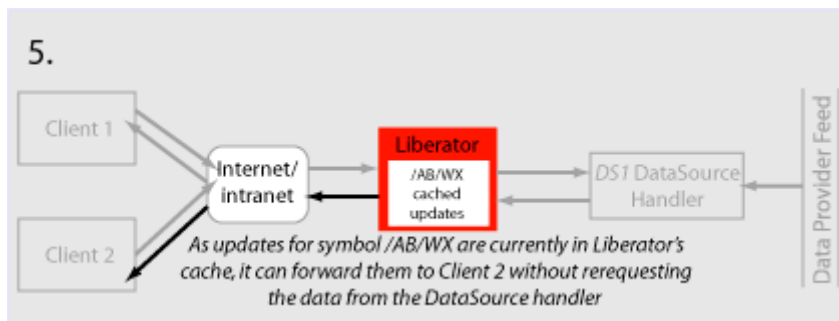 5.
Client 1
Internet/
intranet
Liberator
/AB/WX
cached
updates
DS1 DataSource
Handler
Data Provider Feed
Client 2
As updates for symbol /AB/WX are currently in Liberator's
cache, it can forward them to Client 2 without rerequesting
the data from the DataSource handler